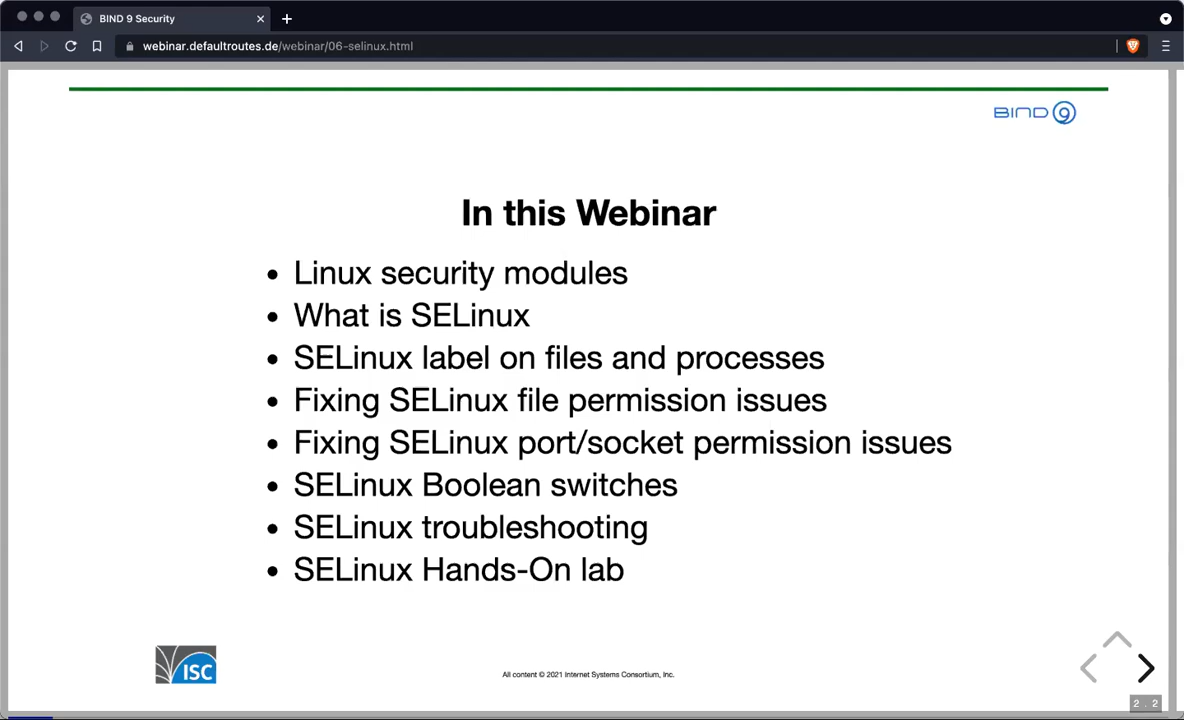 BIND 9 Security
webinar.defaultroutes.de/webinar/06-selinux.html
BIND 9
In this Webinar
• Linux security modules
• What is SELinux
• SELinux label on files and processes
• Fixing SELinux file permission issues
• Fixing SELinux port/socket permission issues
• SELinux Boolean switches
• SELinux troubleshooting
• SELinux Hands-On lab
ISC
All content © 2021 Internet Systems Consortium, Inc.
2 . 2